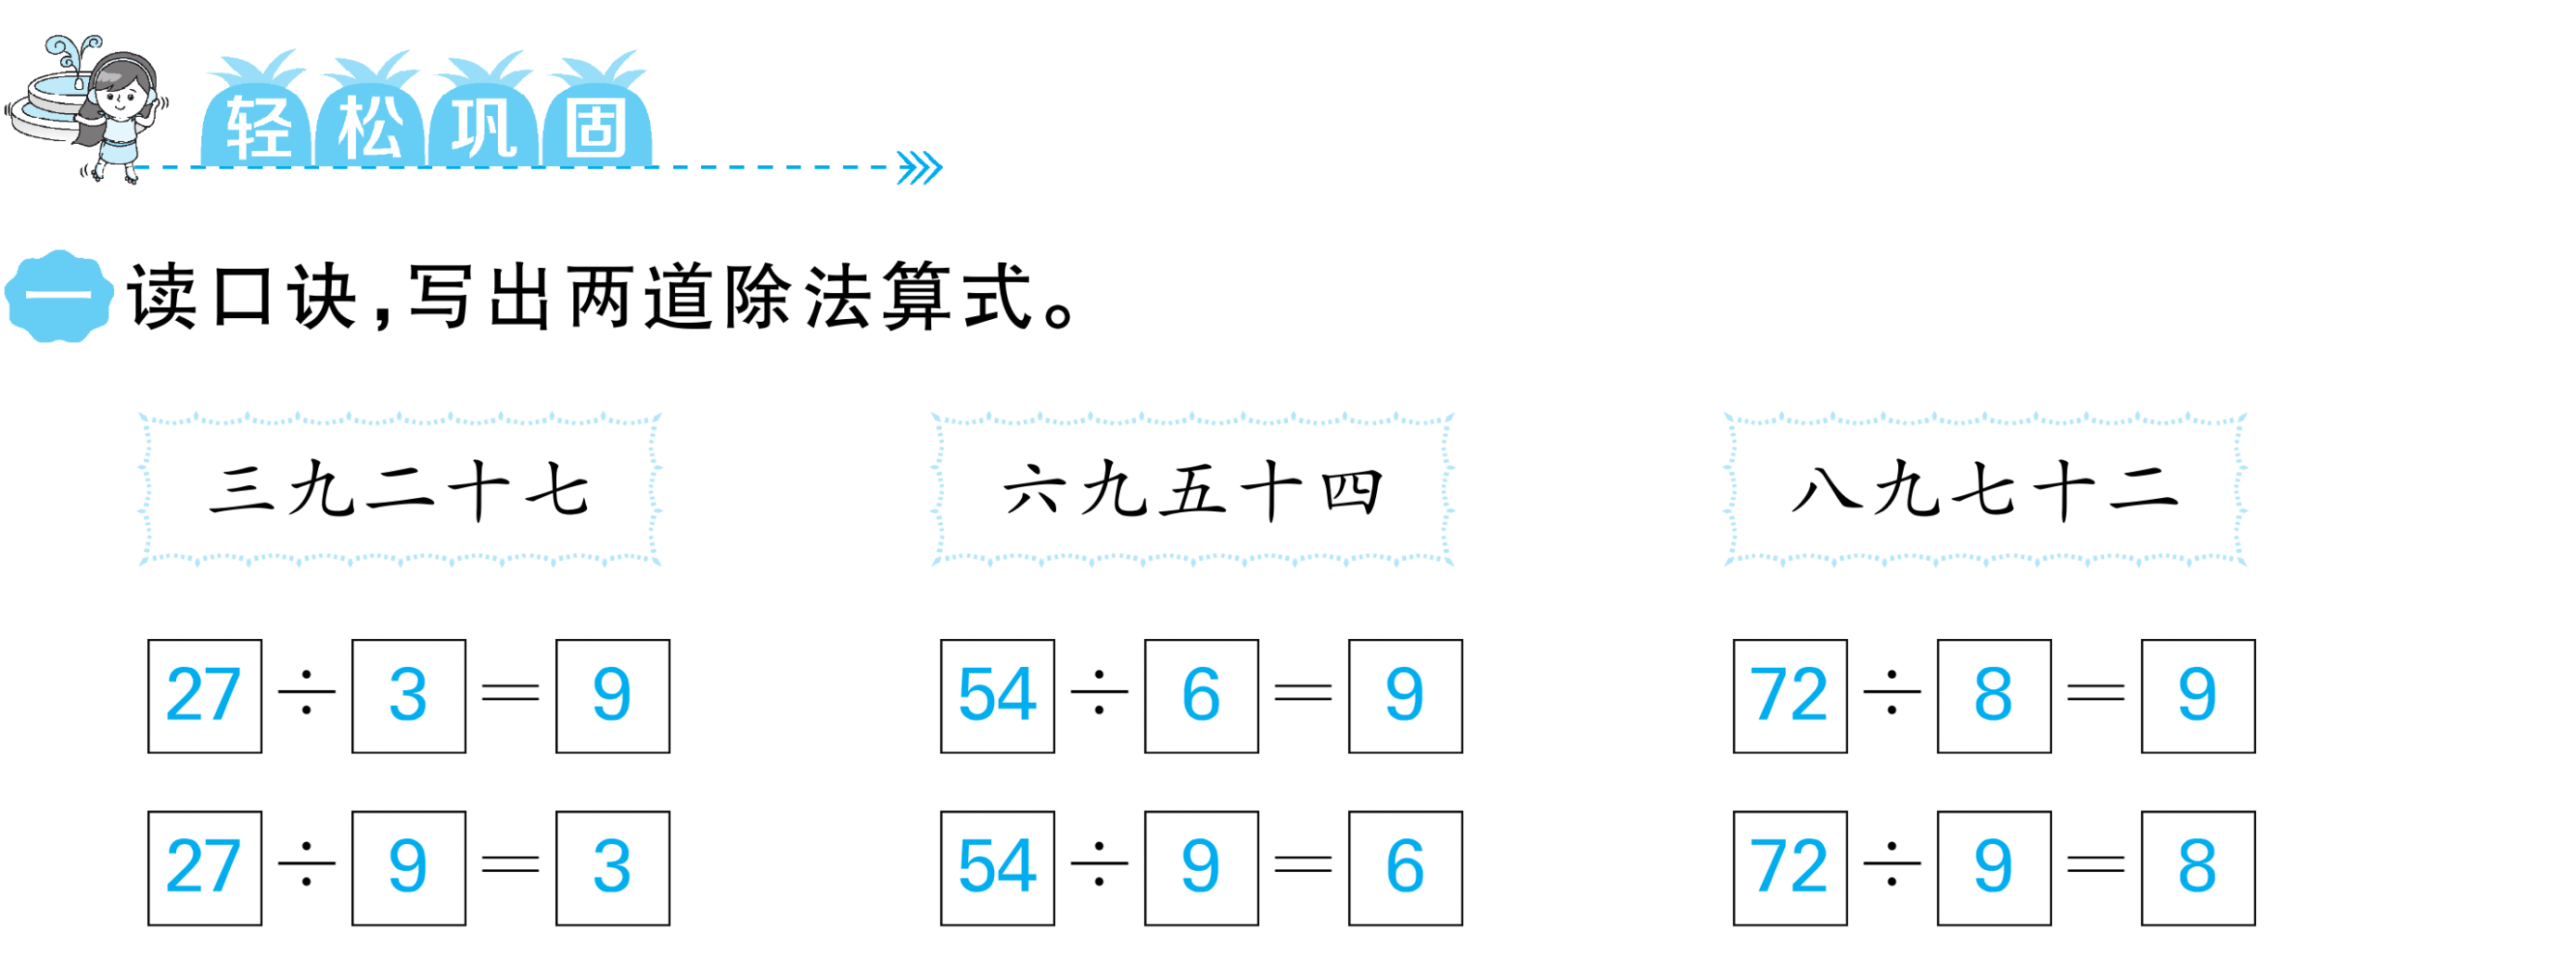 轻松巩固
一 读口诀,写出两道除法算式。
三九二十七 六九五十四 八九七十二
27 ÷ 3 = 9 54 ÷ 6 = 9 72 ÷ 8 = 9
27 ÷ 9 = 3 54 ÷ 9 = 6 72 ÷ 9 = 8